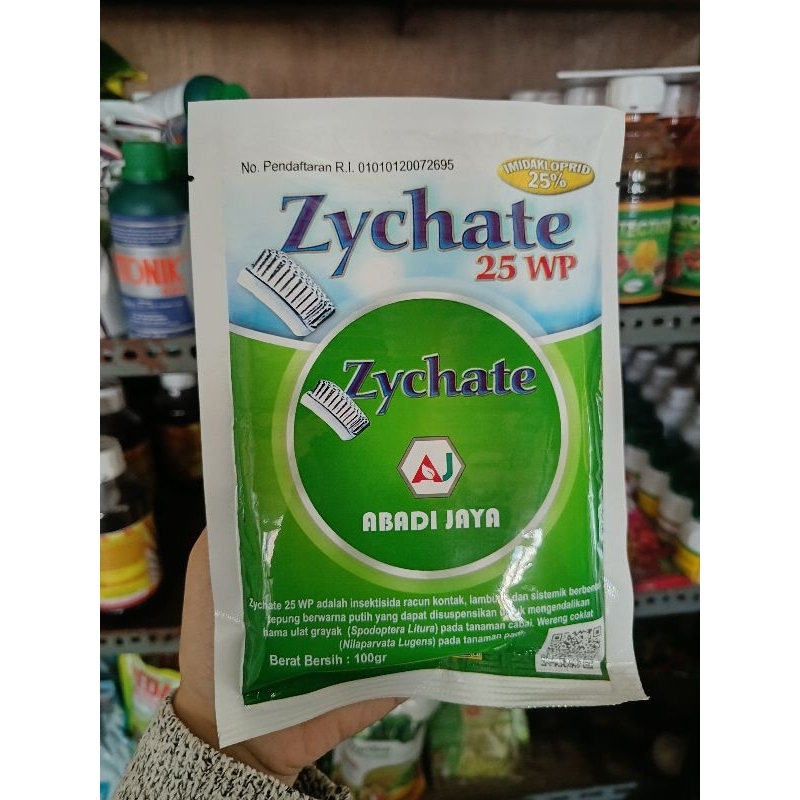 No. Pendaftaran R.I. 01010120072695
IMIDAKLOPRID
25%
Zychate
25 WP
Zychate
AJ
ABADI JAYA
Zychate 25 WP adalah insektisida racun kontak, lambung dan sistemik
tepung berwarna putih yang dapat disuspensikan untuk mengendalikan
hama ulat grayak (Spodoptera Litura) pada tanaman cabai, Wereng coklat
(Nilaparvata Lugens) pada tanaman
Berat Bersih : 100gr